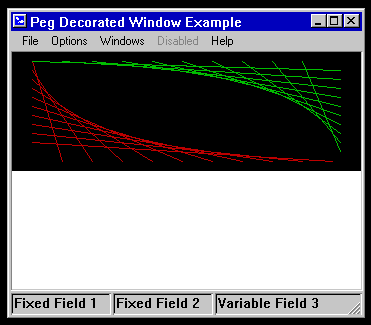 Peg Decorated Window Example
File Options Windows Disabled Help
Fixed Field 1 Fixed Field 2 Variable Field 3